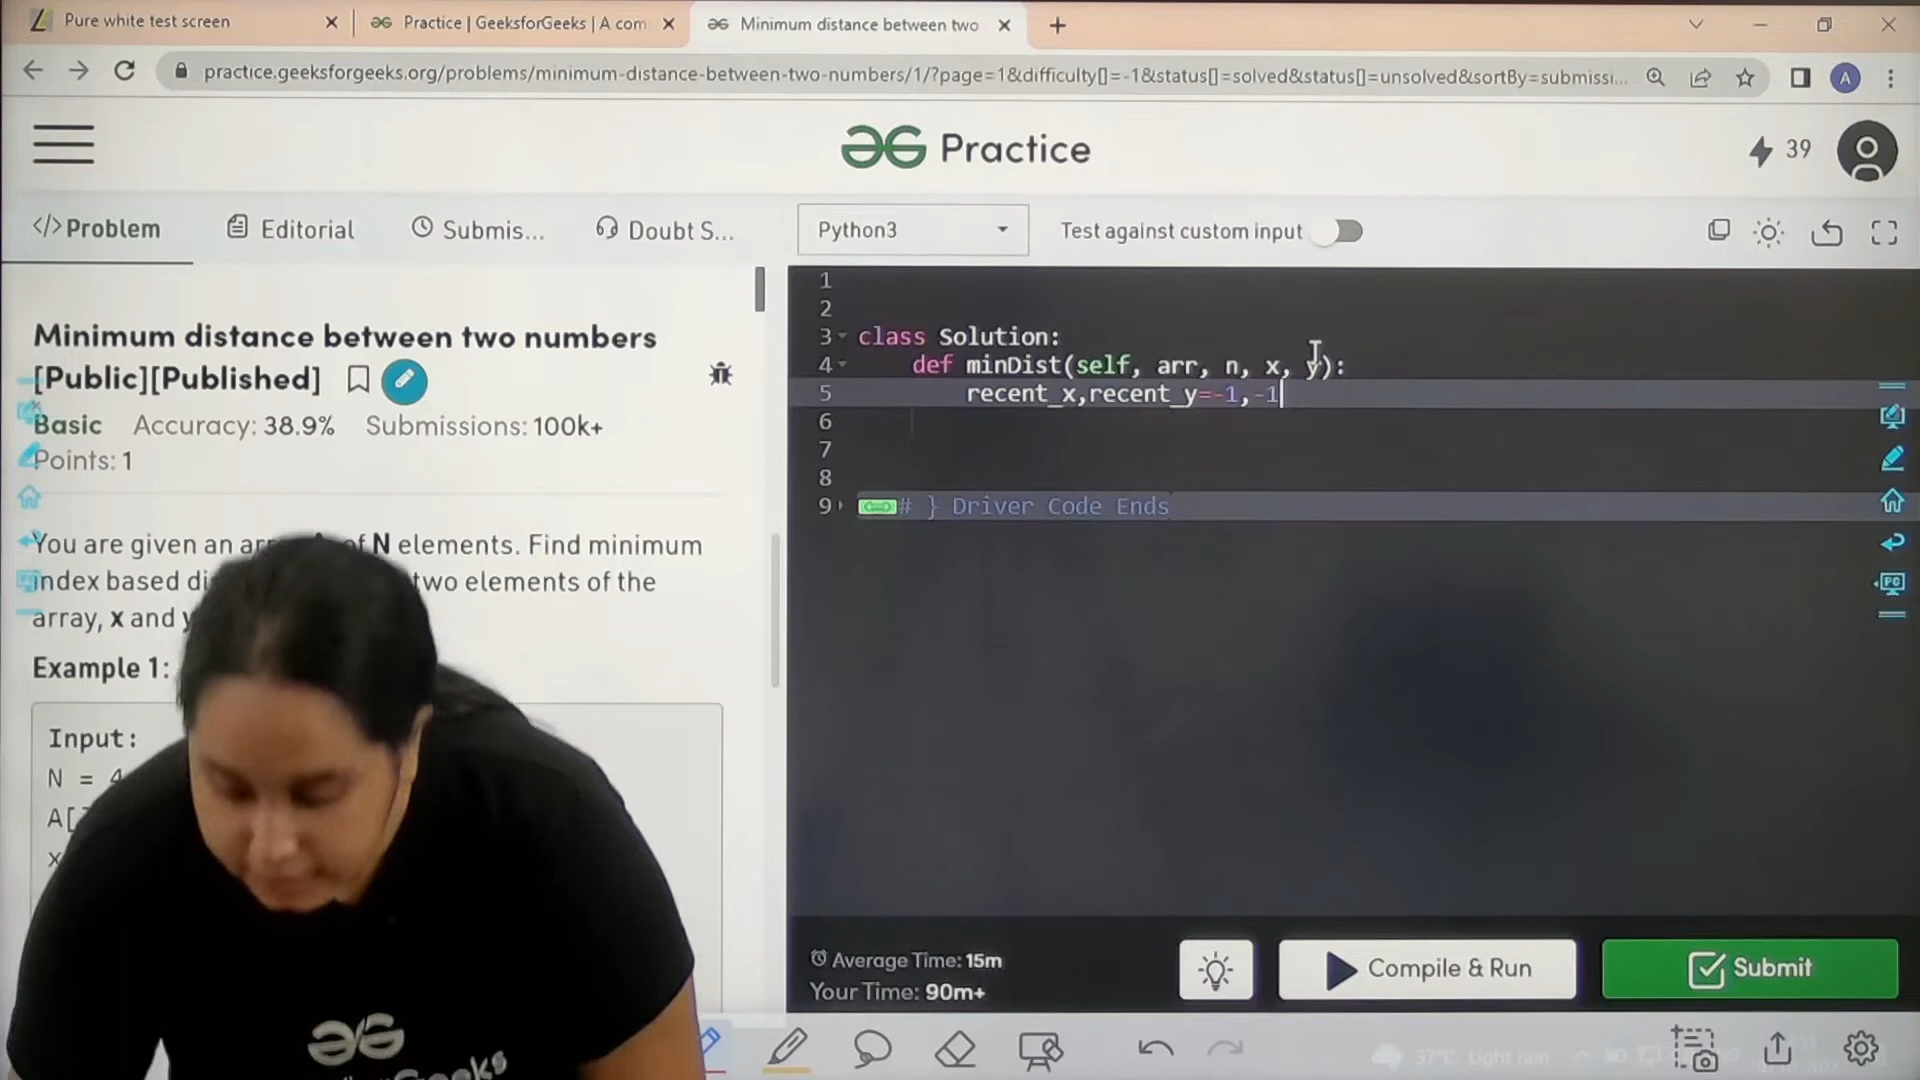 Pure white test screen
Practice | GeeksforGeeks | A com
Minimum distance between two
practice.geeksforgeeks.org/problems/minimum-distance-between-two-numbers/1/?page=1&difficulty[]=-1&status[]=solved&status[]=unsolved&sortBy=submissi...
A
Practice
39
</>Problem
Editorial
Submis...
Doubt S...
Python3
Test against custom input
Minimum distance between two numbers
[Public][Published]
Basic Accuracy: 38.9% Submissions: 100k+
Points: 1
You are given an of N elements. Find minimum
index based two elements of the
array, x and y
Example 1:
Input:
N = 4
A[
x
1
2
3 class Solution:
4 def minDist(self, arr, n, x, y):
5 recent_x,recent_y=-1,-1
6
7
8
9 # } Driver Code Ends
PC
Average Time: 15m
Your Time: 90m+
Compile & Run
Submit
37°C Light rain